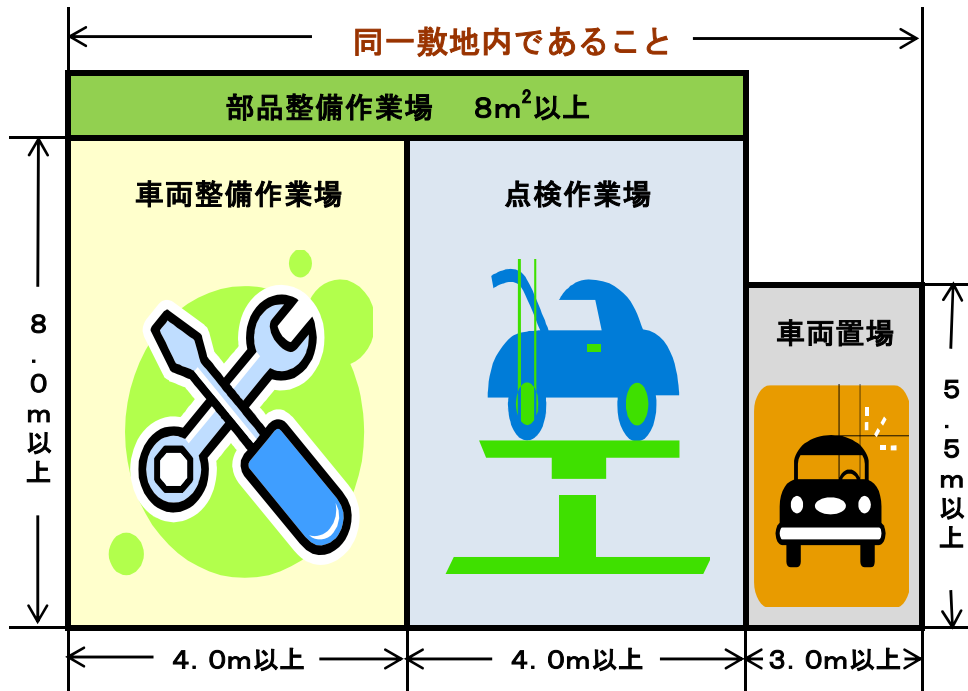 同一敷地内であること
部品整備作業場　8m²以上
車両整備作業場
点検作業場
車両置場
8.0m以上
5.5m以上
4.0m以上
4.0m以上
3.0m以上